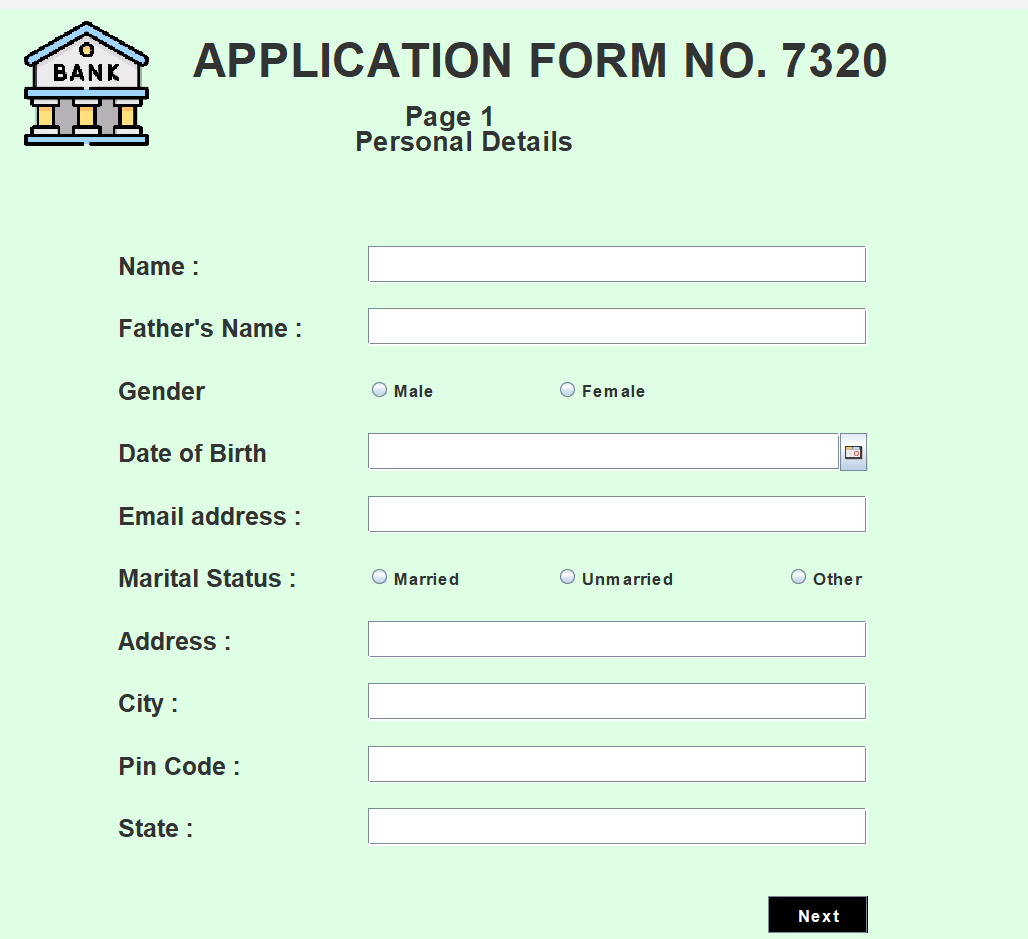 BANK
APPLICATION FORM NO. 7320
Page 1
Personal Details
Name :
Father's Name :
Gender
Male Female
Date of Birth
Email address :
Marital Status :
Married Unmarried Other
Address :
City :
Pin Code :
State :
Next